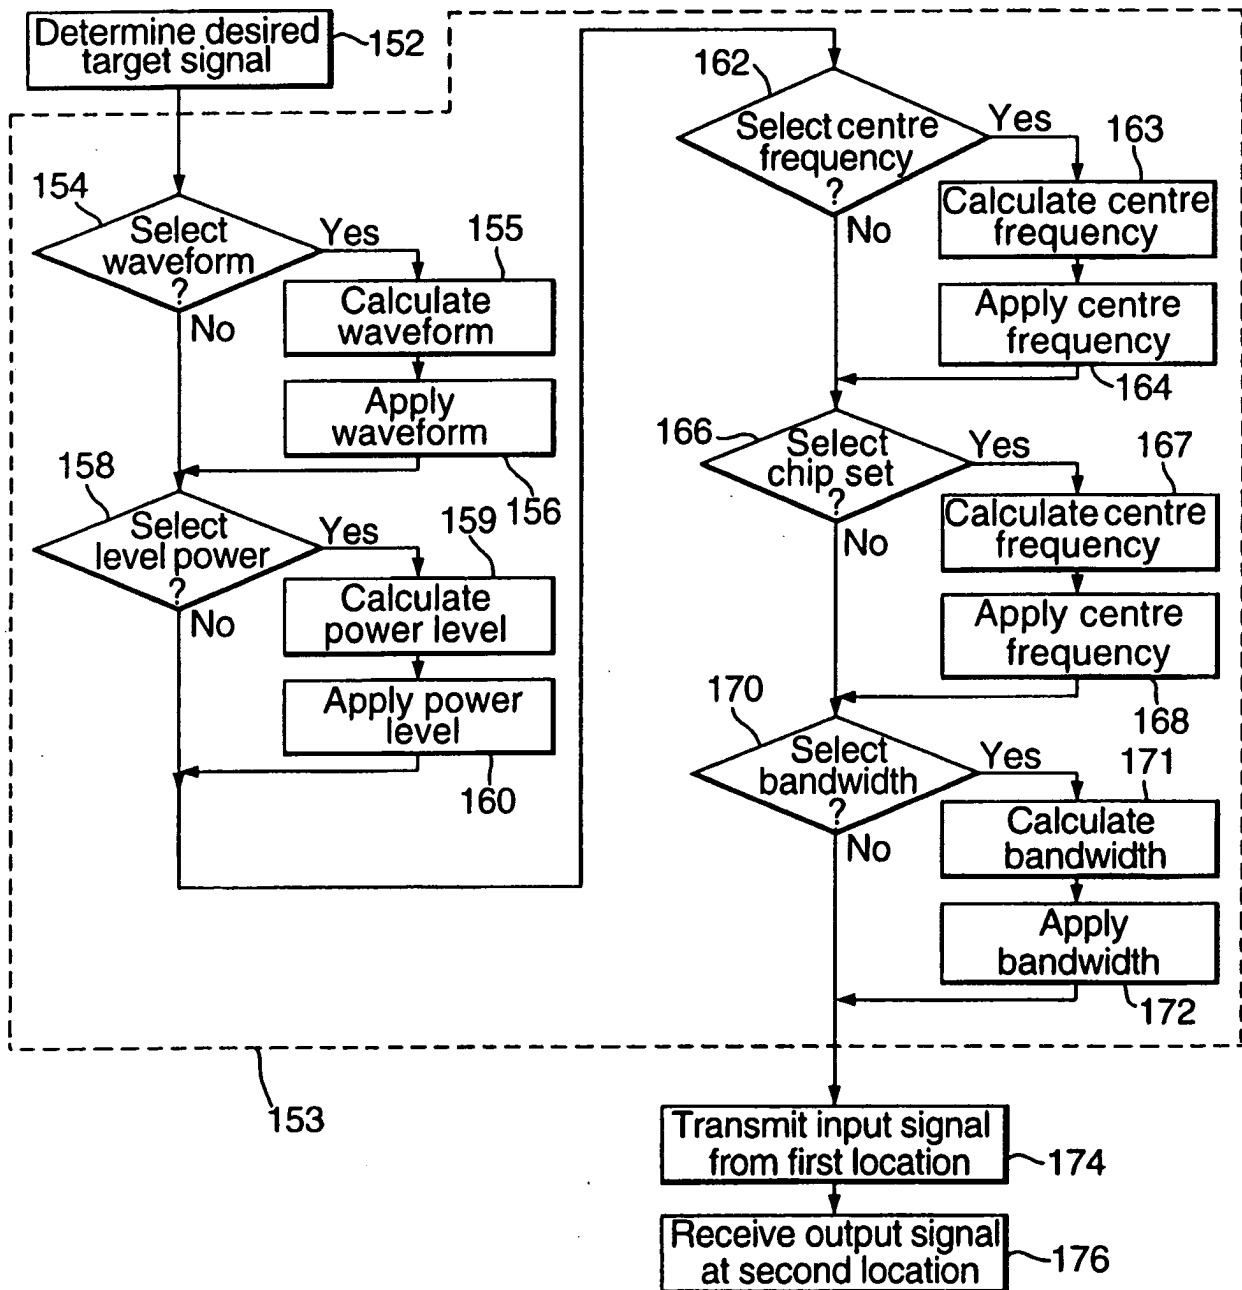 Determine desired
target signal
152
154
Select
waveform
?
Yes
No
155
Calculate
waveform
Apply
waveform
156
158
Select
level power
?
Yes
No
159
Calculate
power level
Apply power
level
160
153
162
Select centre
frequency
?
Yes
No
163
Calculate centre
frequency
Apply centre
frequency
164
166
Select
chip set
?
Yes
No
167
Calculate centre
frequency
Apply centre
frequency
168
170
Select
bandwidth
?
Yes
No
171
Calculate
bandwidth
Apply
bandwidth
172
Transmit input signal
from first location
174
Receive output signal
at second location
176